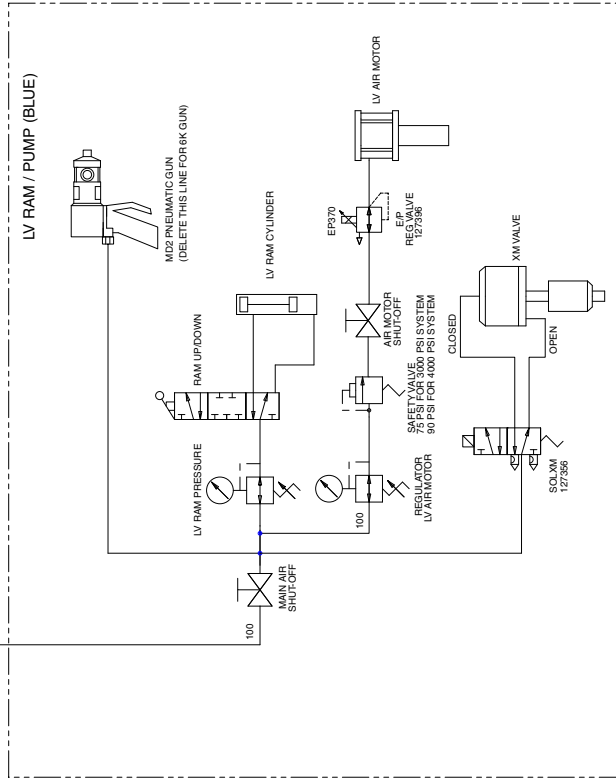 LV RAM / PUMP (BLUE)
MD2 PNEUMATIC GUN
(DELETE THIS LINE FOR 6K GUN)
LV RAM CYLINDER
RAM UP/DOWN
LV RAM PRESSURE
MAIN AIR
SHUT-OFF
100
LV AIR MOTOR
EP370
E/P
REG VALVE
127396
AIR MOTOR
SHUT-OFF
SAFETY VALVE
75 PSI FOR 3000 PSI SYSTEM
90 PSI FOR 4000 PSI SYSTEM
REGULATOR
LV AIR MOTOR
100
XM VALVE
CLOSED
OPEN
SOLXM
127356